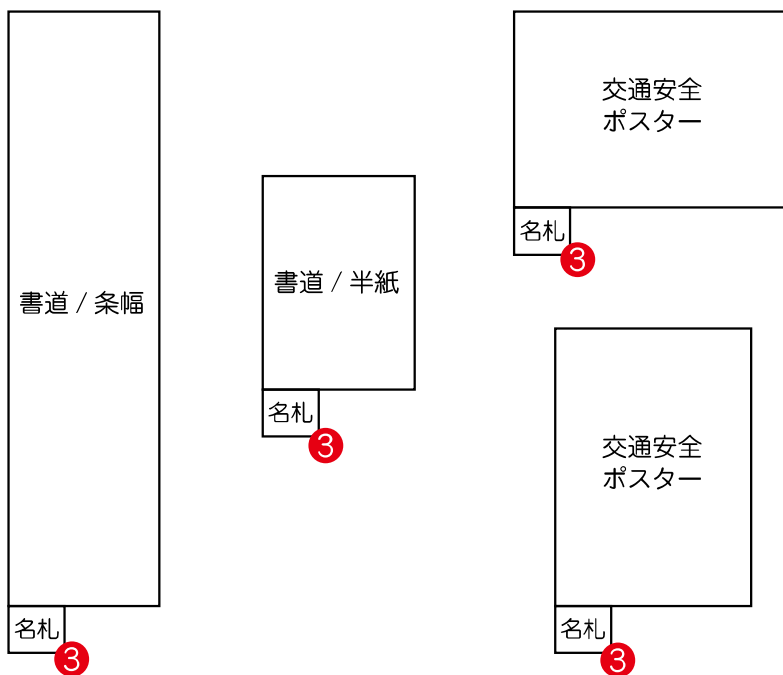 書道 / 条幅
名札
3
書道 / 半紙
名札
3
交通安全
ポスター
名札
3
交通安全
ポスター
名札
3